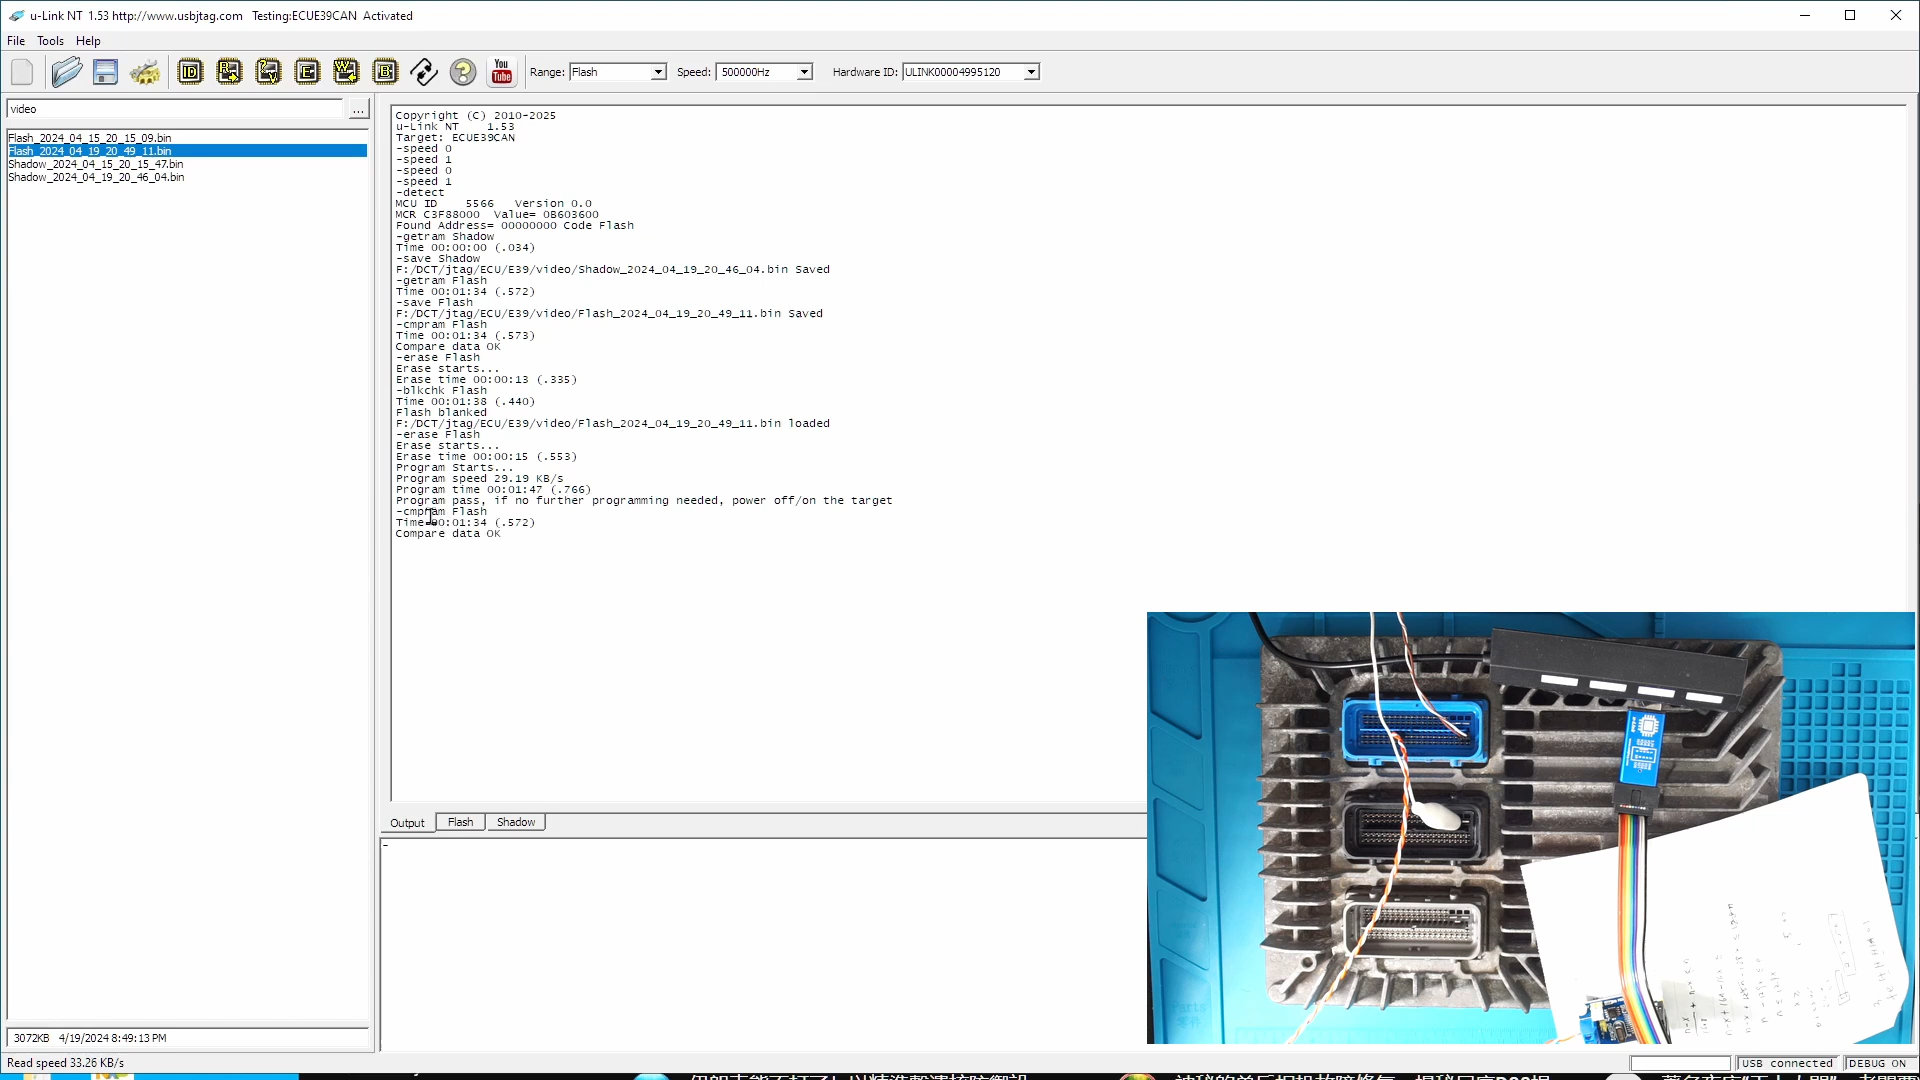 u-Link NT 1.53 http://www.usbjtag.com Testing:ECUE39CAN Activated
File Tools Help
ID R V E W B ? You Tube Range: Flash Speed: 500000Hz Hardware ID: ULINK00004995120
video ...
Flash_2024_04_15_20_15_09.bin
Flash_2024_04_19_20_49_11.bin
Shadow_2024_04_15_20_15_47.bin
Shadow_2024_04_19_20_46_04.bin
Copyright (C) 2010-2025
u-Link NT 1.53
Target: ECUE39CAN
-speed 0
-speed 1
-speed 0
-speed 1
-detect
MCU ID 5566 Version 0.0
MCR C3F88000 Value= 0B603600
Found Address= 00000000 Code Flash
-getram Shadow
Time 00:00:00 (.034)
-save Shadow
F:/DCT/jtag/ECU/E39/video/Shadow_2024_04_19_20_46_04.bin Saved
-getram Flash
Time 00:01:34 (.572)
-save Flash
F:/DCT/jtag/ECU/E39/video/Flash_2024_04_19_20_49_11.bin Saved
-cmpram Flash
Time 00:01:34 (.573)
Compare data OK
-erase Flash
Erase starts...
Erase time 00:00:13 (.335)
-blkchk Flash
Time 00:01:38 (.440)
Flash blanked
F:/DCT/jtag/ECU/E39/video/Flash_2024_04_19_20_49_11.bin loaded
-erase Flash
Erase starts...
Erase time 00:00:15 (.553)
Program Starts...
Program speed 29.19 KB/s
Program time 00:01:47 (.766)
Program pass, if no further programming needed, power off/on the target
-cmpram Flash
Time 00:01:34 (.572)
Compare data OK
Output Flash Shadow
-
3072KB 4/19/2024 8:49:13 PM
Read speed 33.26 KB/s
USB connected DEBUG ON